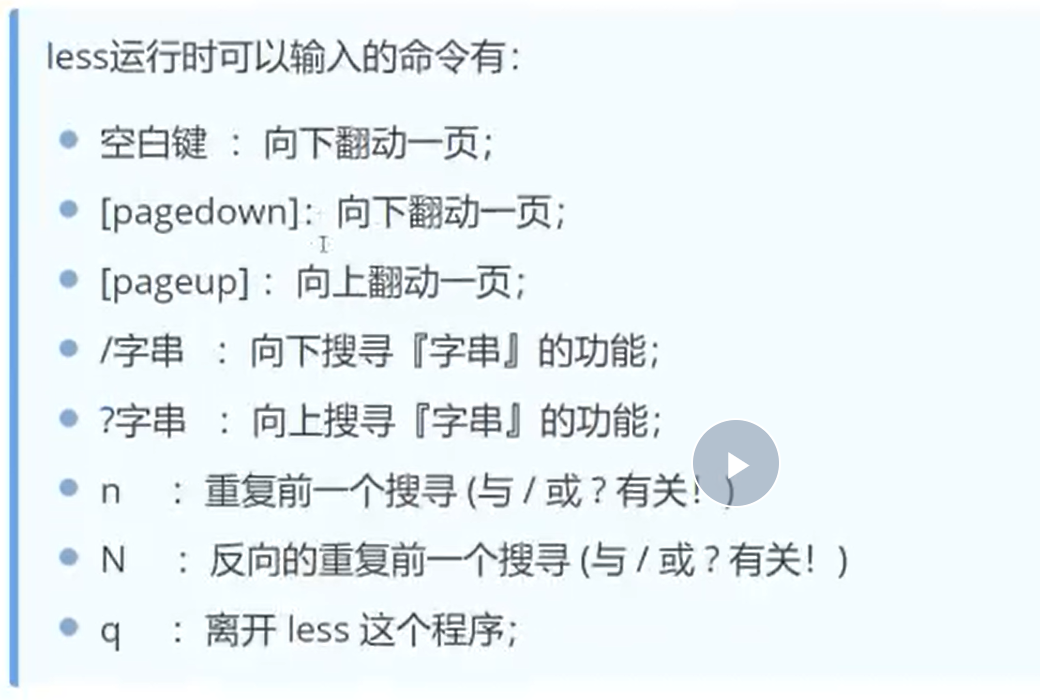 less运行时可以输入的命令有：
空白键 ：向下翻动一页；
[pagedown]：向下翻动一页；
[pageup]：向上翻动一页；
/字串 ：向下搜寻『字串』的功能；
?字串 ：向上搜寻『字串』的功能；
n ：重复前一个搜寻 (与 / 或 ? 有关！)
N ：反向的重复前一个搜寻 (与 / 或 ? 有关！)
q ：离开 less 这个程序；